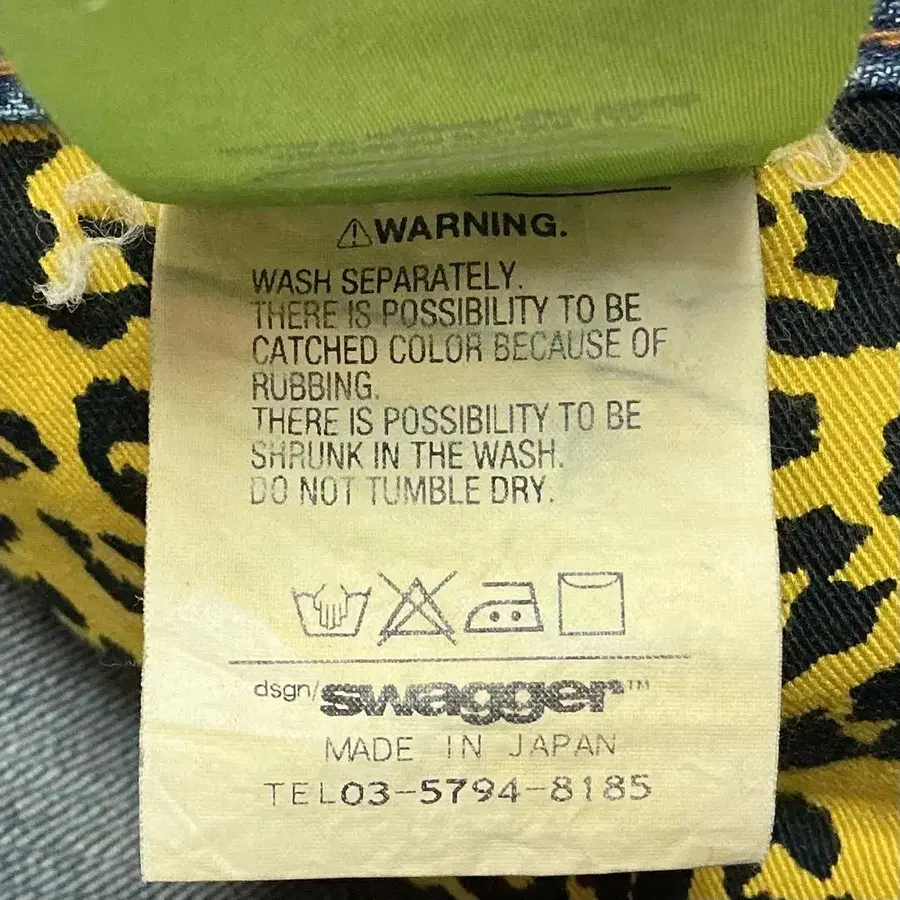 ⚠WARNING.
WASH SEPARATELY.
THERE IS POSSIBILITY TO BE
CATCHED COLOR BECAUSE OF
RUBBING.
THERE IS POSSIBILITY TO BE
SHRUNK IN THE WASH.
DO NOT TUMBLE DRY.
dsgn/swagger™
MADE IN JAPAN
TEL03-5794-8185